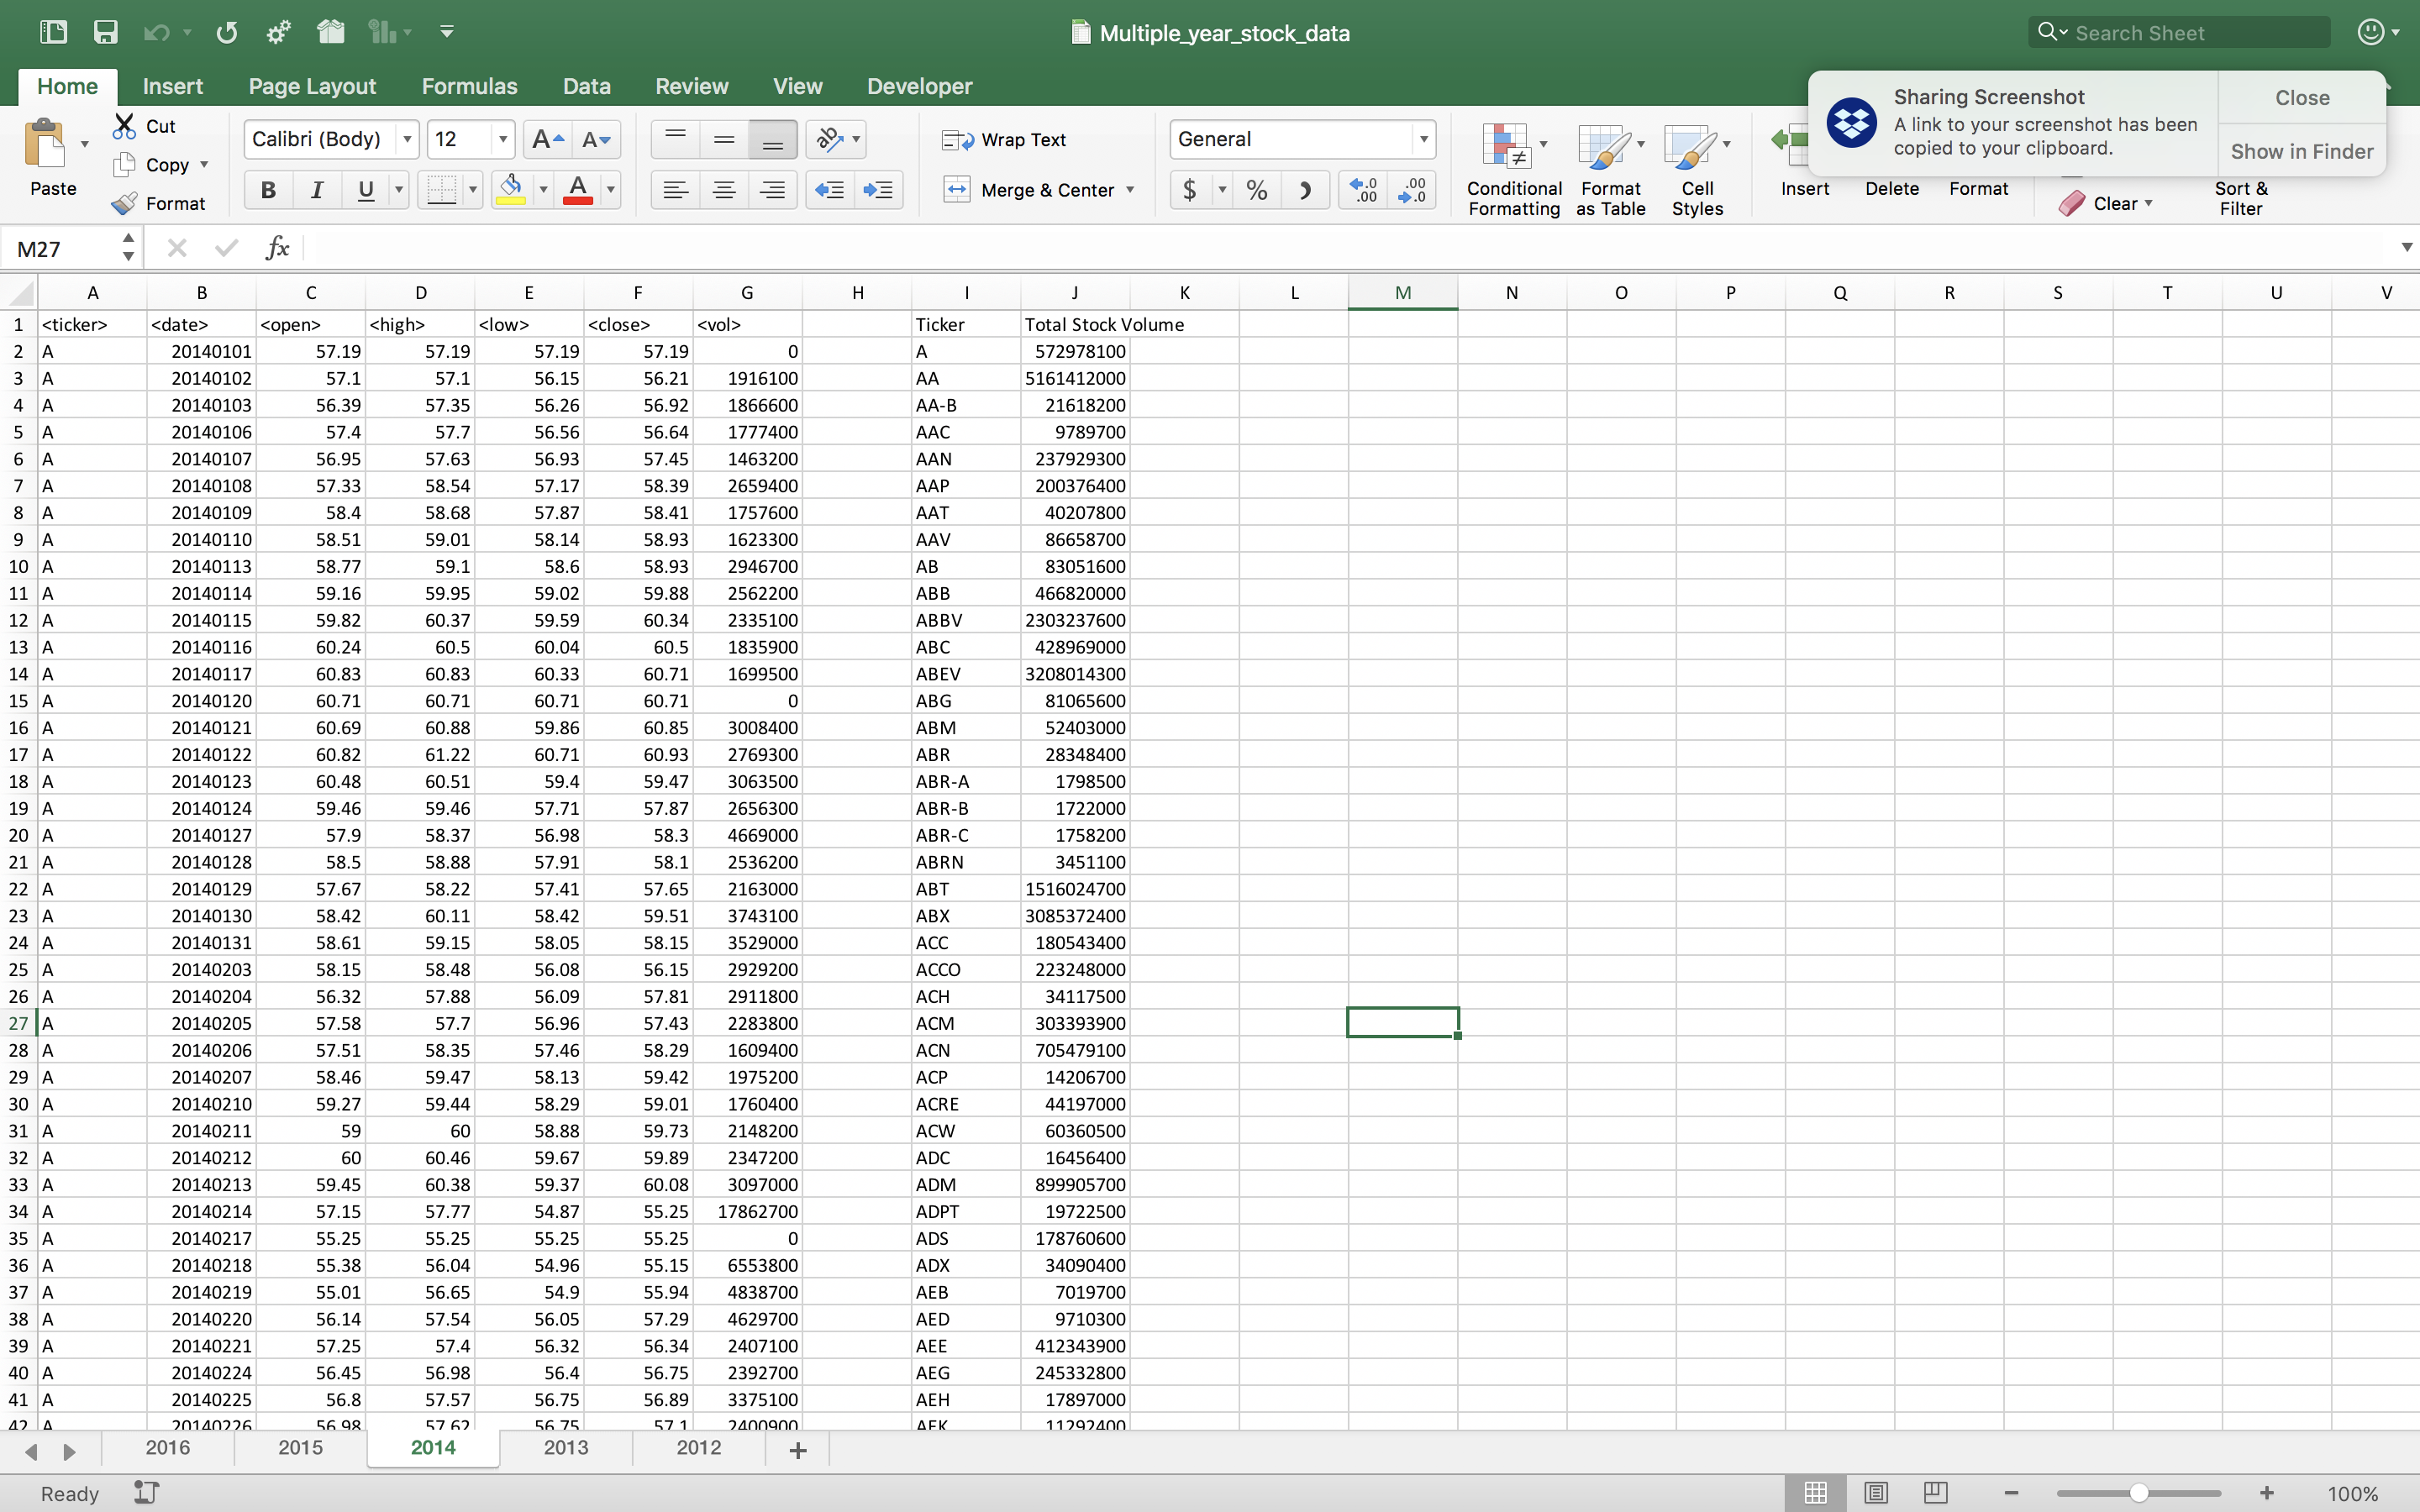 Multiple_year_stock_data
Search Sheet
Home Insert Page Layout Formulas Data Review View Developer
Sharing Screenshot
A link to your screenshot has been
copied to your clipboard.
Close
Show in Finder
Paste
Cut
Copy
Format
Calibri (Body) 12
B I U
Wrap Text
Merge & Center
General
$ %
Conditional
Formatting
Format
as Table
Cell
Styles
Insert Delete Format
Clear
Sort &
Filter
M27 fx
A B C D E F G H I J K L M N O P Q R S T U V
1 <ticker> <date> <open> <high> <low> <close> <vol> Ticker Total Stock Volume
2 A 20140101 57.19 57.19 57.19 57.19 0 A 572978100
3 A 20140102 57.1 57.1 56.15 56.21 1916100 AA 5161412000
4 A 20140103 56.39 57.35 56.26 56.92 1866600 AA-B 21618200
5 A 20140106 57.4 57.7 56.56 56.64 1777400 AAC 9789700
6 A 20140107 56.95 57.63 56.93 57.45 1463200 AAN 237929300
7 A 20140108 57.33 58.54 57.17 58.39 2659400 AAP 200376400
8 A 20140109 58.4 58.68 57.87 58.41 1757600 AAT 40207800
9 A 20140110 58.51 59.01 58.14 58.93 1623300 AAV 86658700
10 A 20140113 58.77 59.1 58.6 58.93 2946700 AB 83051600
11 A 20140114 59.16 59.95 59.02 59.88 2562200 ABB 466820000
12 A 20140115 59.82 60.37 59.59 60.34 2335100 ABBV 2303237600
13 A 20140116 60.24 60.5 60.04 60.5 1835900 ABC 428969000
14 A 20140117 60.83 60.83 60.33 60.71 1699500 ABEV 3208014300
15 A 20140120 60.71 60.71 60.71 60.71 0 ABG 81065600
16 A 20140121 60.69 60.88 59.86 60.85 3008400 ABM 52403000
17 A 20140122 60.82 61.22 60.71 60.93 2769300 ABR 28348400
18 A 20140123 60.48 60.51 59.4 59.47 3063500 ABR-A 1798500
19 A 20140124 59.46 59.46 57.71 57.87 2656300 ABR-B 1722000
20 A 20140127 57.9 58.37 56.98 58.3 4669000 ABR-C 1758200
21 A 20140128 58.5 58.88 57.91 58.1 2536200 ABRN 3451100
22 A 20140129 57.67 58.22 57.41 57.65 2163000 ABT 1516024700
23 A 20140130 58.42 60.11 58.42 59.51 3743100 ABX 3085372400
24 A 20140131 58.61 59.15 58.05 58.15 3529000 ACC 180543400
25 A 20140203 58.15 58.48 56.08 56.15 2929200 ACCO 223248000
26 A 20140204 56.32 57.88 56.09 57.81 2911800 ACH 34117500
27 A 20140205 57.58 57.7 56.96 57.43 2283800 ACM 303393900
28 A 20140206 57.51 58.35 57.46 58.29 1609400 ACN 705479100
29 A 20140207 58.46 59.47 58.13 59.42 1975200 ACP 14206700
30 A 20140210 59.27 59.44 58.29 59.01 1760400 ACRE 44197000
31 A 20140211 59 60 58.88 59.73 2148200 ACW 60360500
32 A 20140212 60 60.46 59.67 59.89 2347200 ADC 16456400
33 A 20140213 59.45 60.38 59.37 60.08 3097000 ADM 899905700
34 A 20140214 57.15 57.77 54.87 55.25 17862700 ADPT 19722500
35 A 20140217 55.25 55.25 55.25 55.25 0 ADS 178760600
36 A 20140218 55.38 56.04 54.96 55.15 6553800 ADX 34090400
37 A 20140219 55.01 56.65 54.9 55.94 4838700 AEB 7019700
38 A 20140220 56.14 57.54 56.05 57.29 4629700 AED 9710300
39 A 20140221 57.25 57.4 56.32 56.34 2407100 AEE 412343900
40 A 20140224 56.45 56.98 56.4 56.75 2392700 AEG 245332800
41 A 20140225 56.8 57.57 56.75 56.89 3375100 AEH 17897000
42 A 20140226 56.98 57.62 56.75 57.1 2400900 AEK 11292400
2016 2015 2014 2013 2012 +
Ready 100%